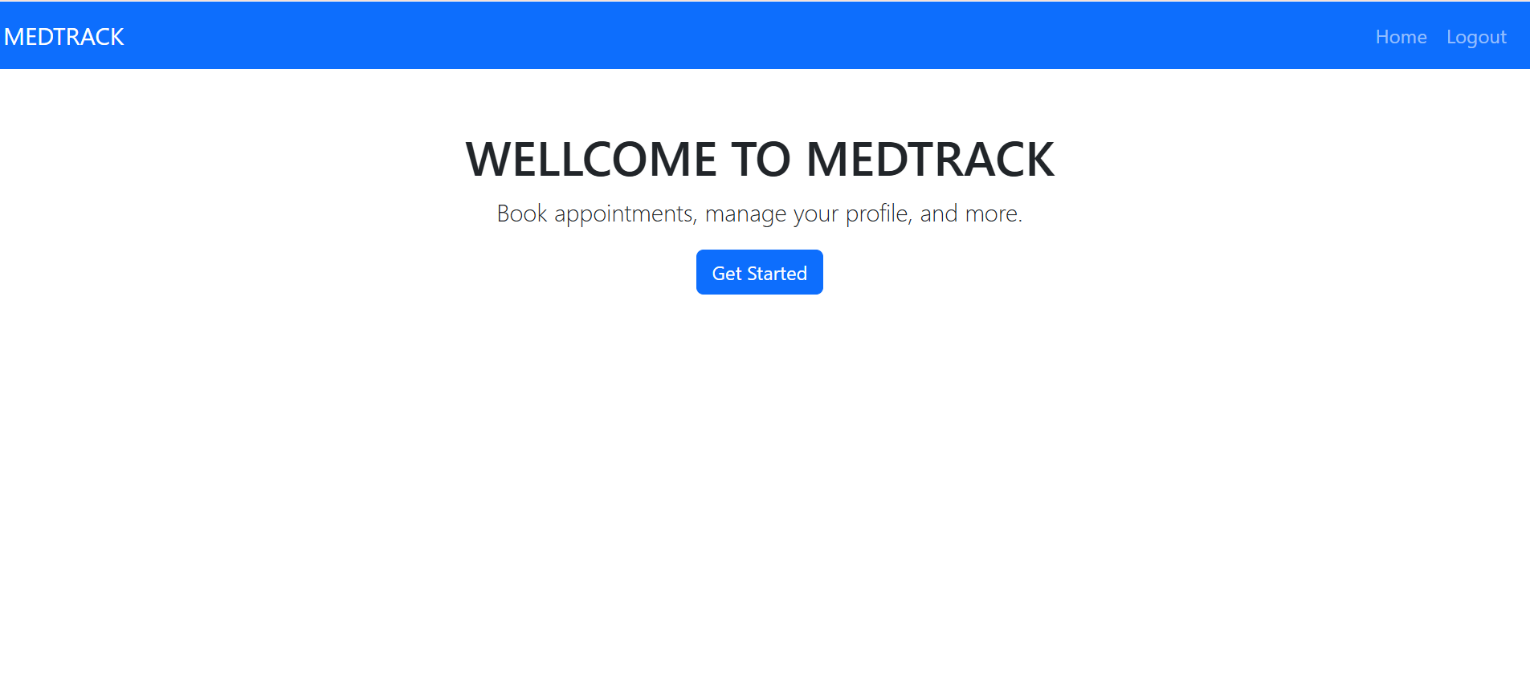 MEDTRACK
Home Logout
WELLCOME TO MEDTRACK
Book appointments, manage your profile, and more.
Get Started